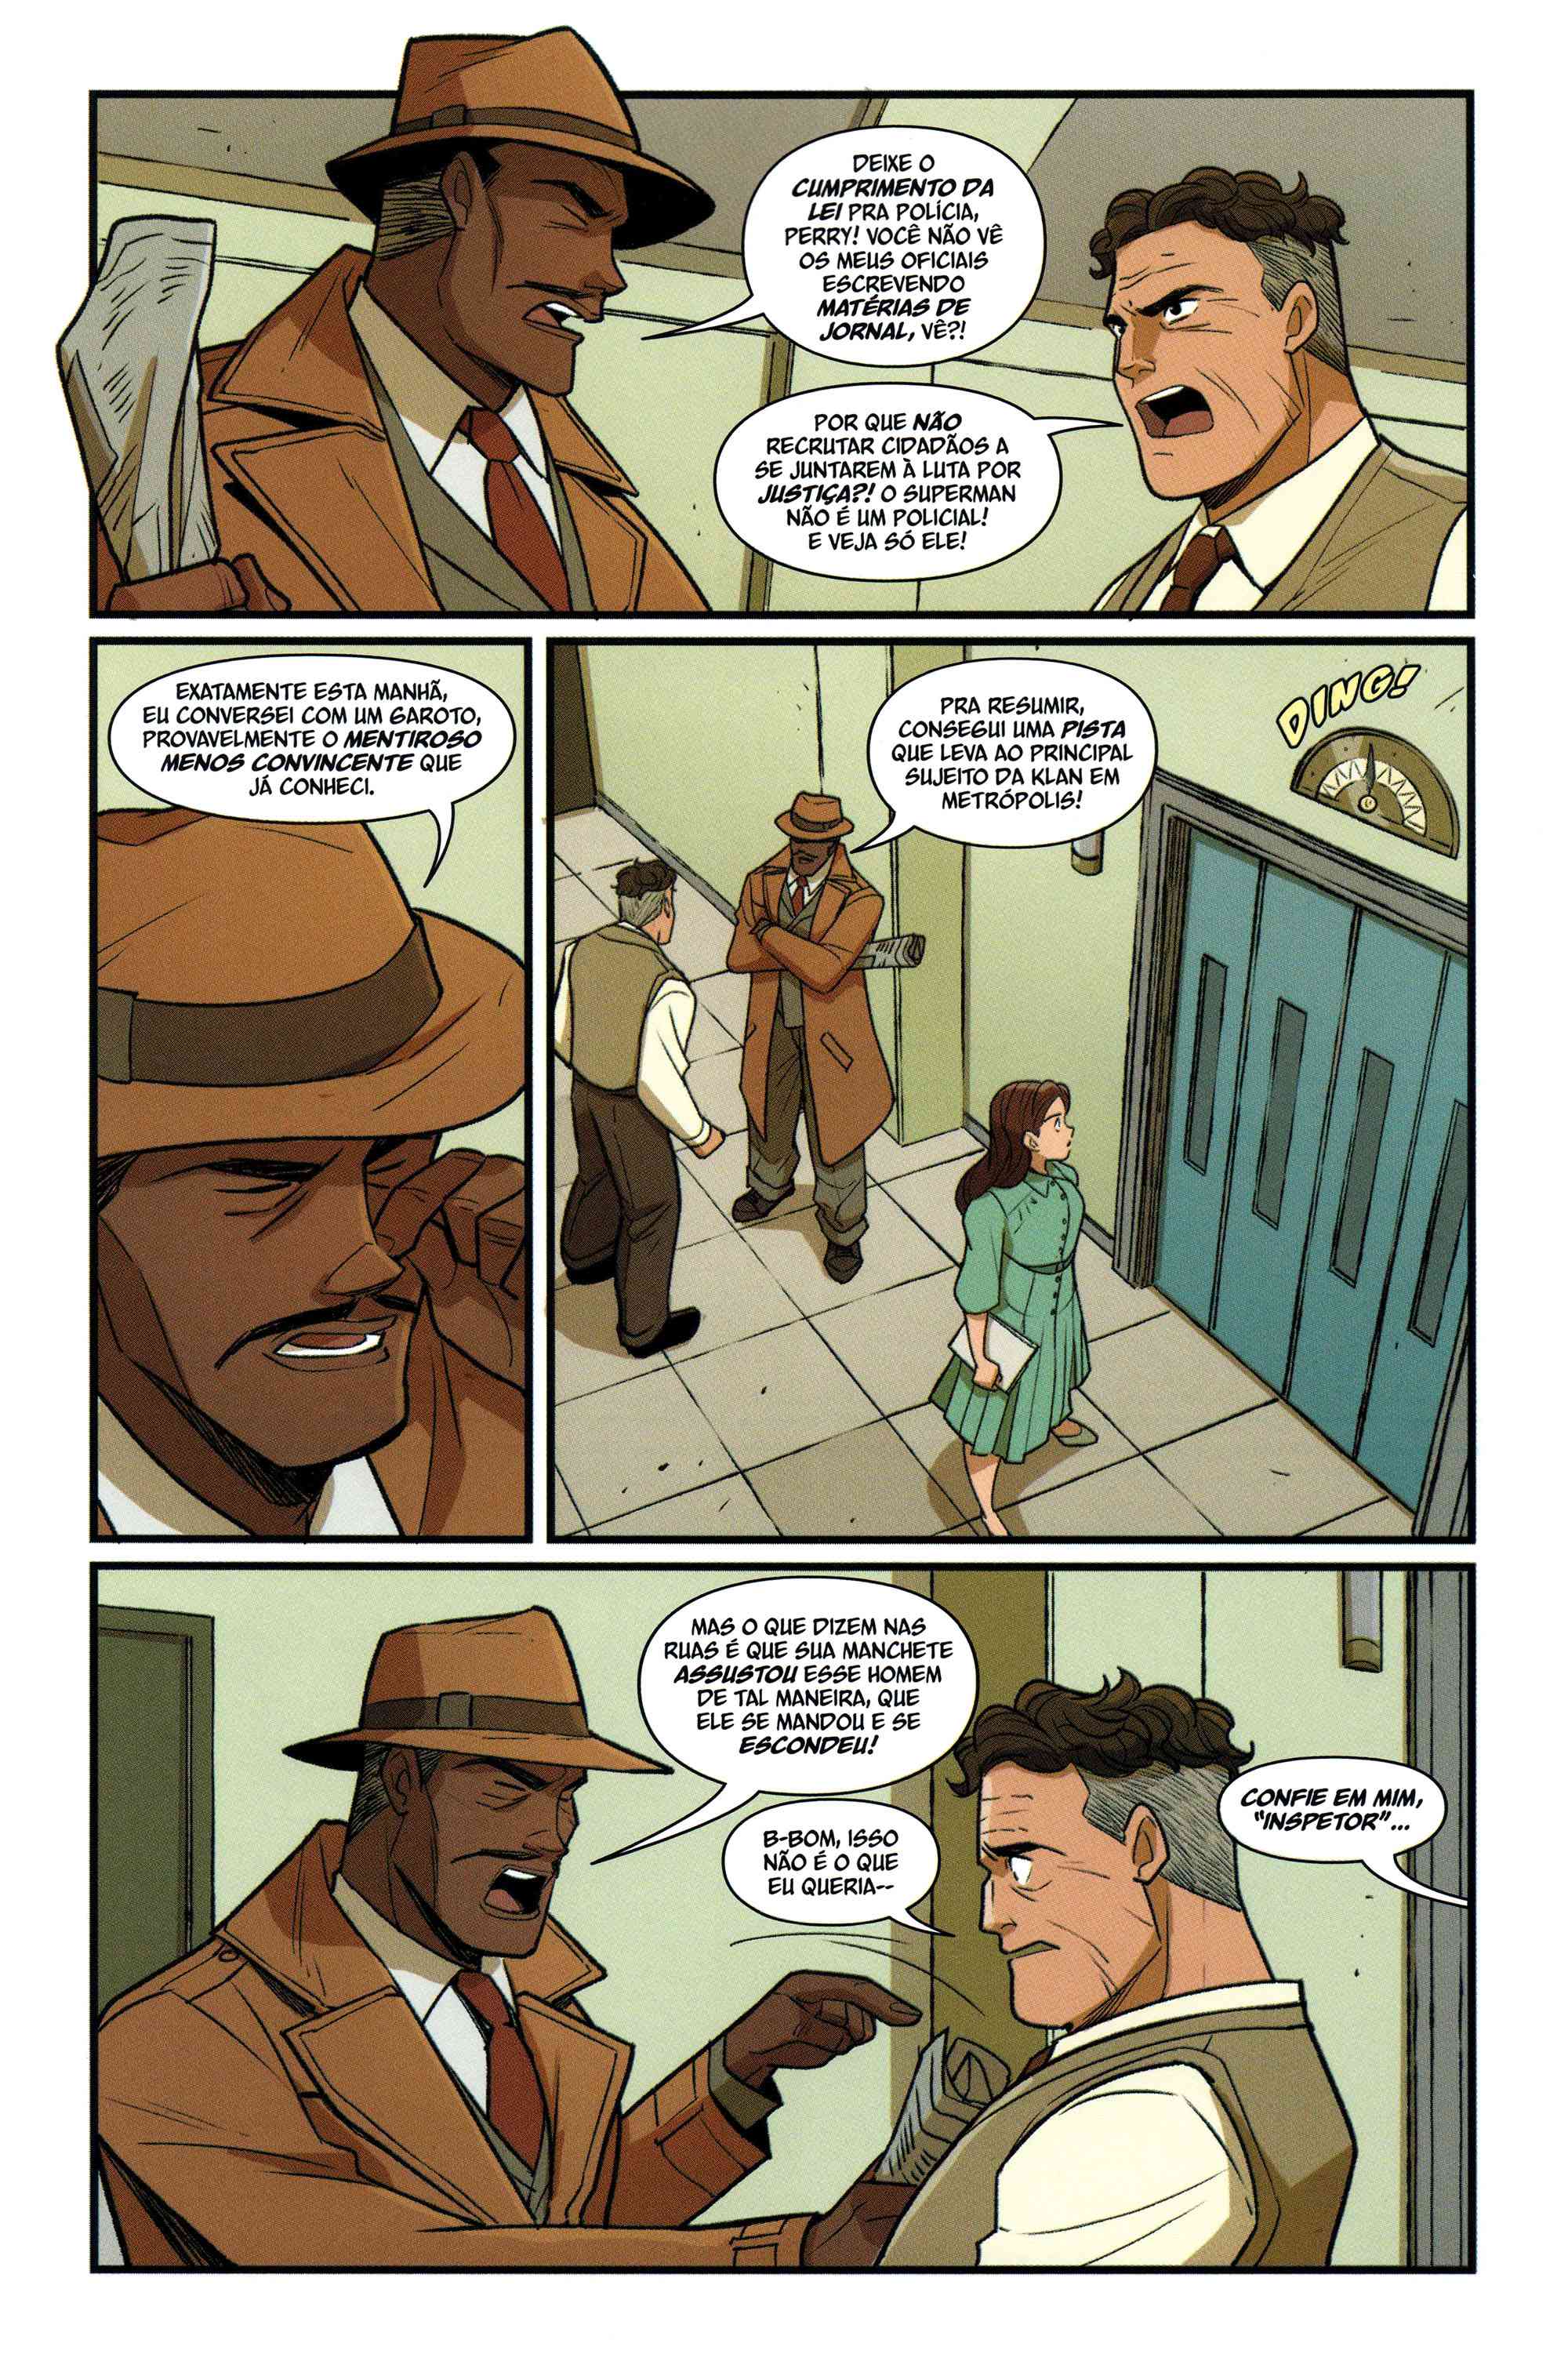 DEIXE O
CUMPRIMENTO DA
LEI PRA POLÍCIA,
PERRY! VOCÊ NÃO VÊ
OS MEUS OFICIAIS
ESCREVENDO
MATÉRIAS DE
JORNAL, VÊ?!
POR QUE NÃO
RECRUTAR CIDADÃOS A
SE JUNTAREM À LUTA POR
JUSTIÇA?! O SUPERMAN
NÃO É UM POLICIAL!
E VEJA SÓ ELE!
EXATAMENTE ESTA MANHÃ,
EU CONVERSEI COM UM GAROTO,
PROVAVELMENTE O MENTIROSO
MENOS CONVINCENTE QUE
JÁ CONHECI.
PRA RESUMIR,
CONSEGUI UMA PISTA
QUE LEVA AO PRINCIPAL
SUJEITO DA KLAN EM
METRÓPOLIS!
DING!
MAS O QUE DIZEM NAS
RUAS É QUE SUA MANCHETE
ASSUSTOU ESSE HOMEM
DE TAL MANEIRA, QUE
ELE SE MANDOU E SE
ESCONDEU!
B-BOM, ISSO
NÃO É O QUE
EU QUERIA--
CONFIE EM MIM,
"INSPETOR"...